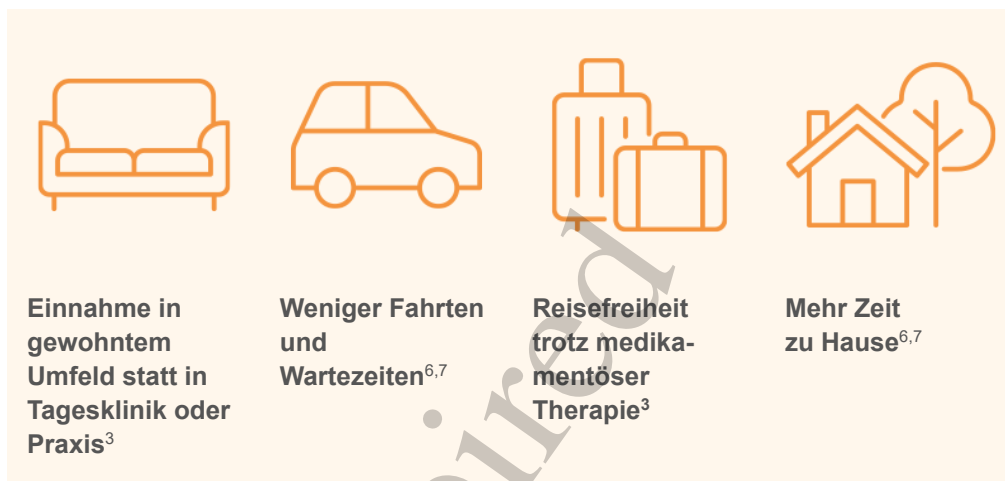 Einnahme in
gewohntem
Umfeld statt in
Tagesklinik oder
Praxis³
Weniger Fahrten
und
Wartezeiten⁶,⁷
Reisefreiheit
trotz medika-
mentöser
Therapie³
Mehr Zeit
zu Hause⁶,⁷